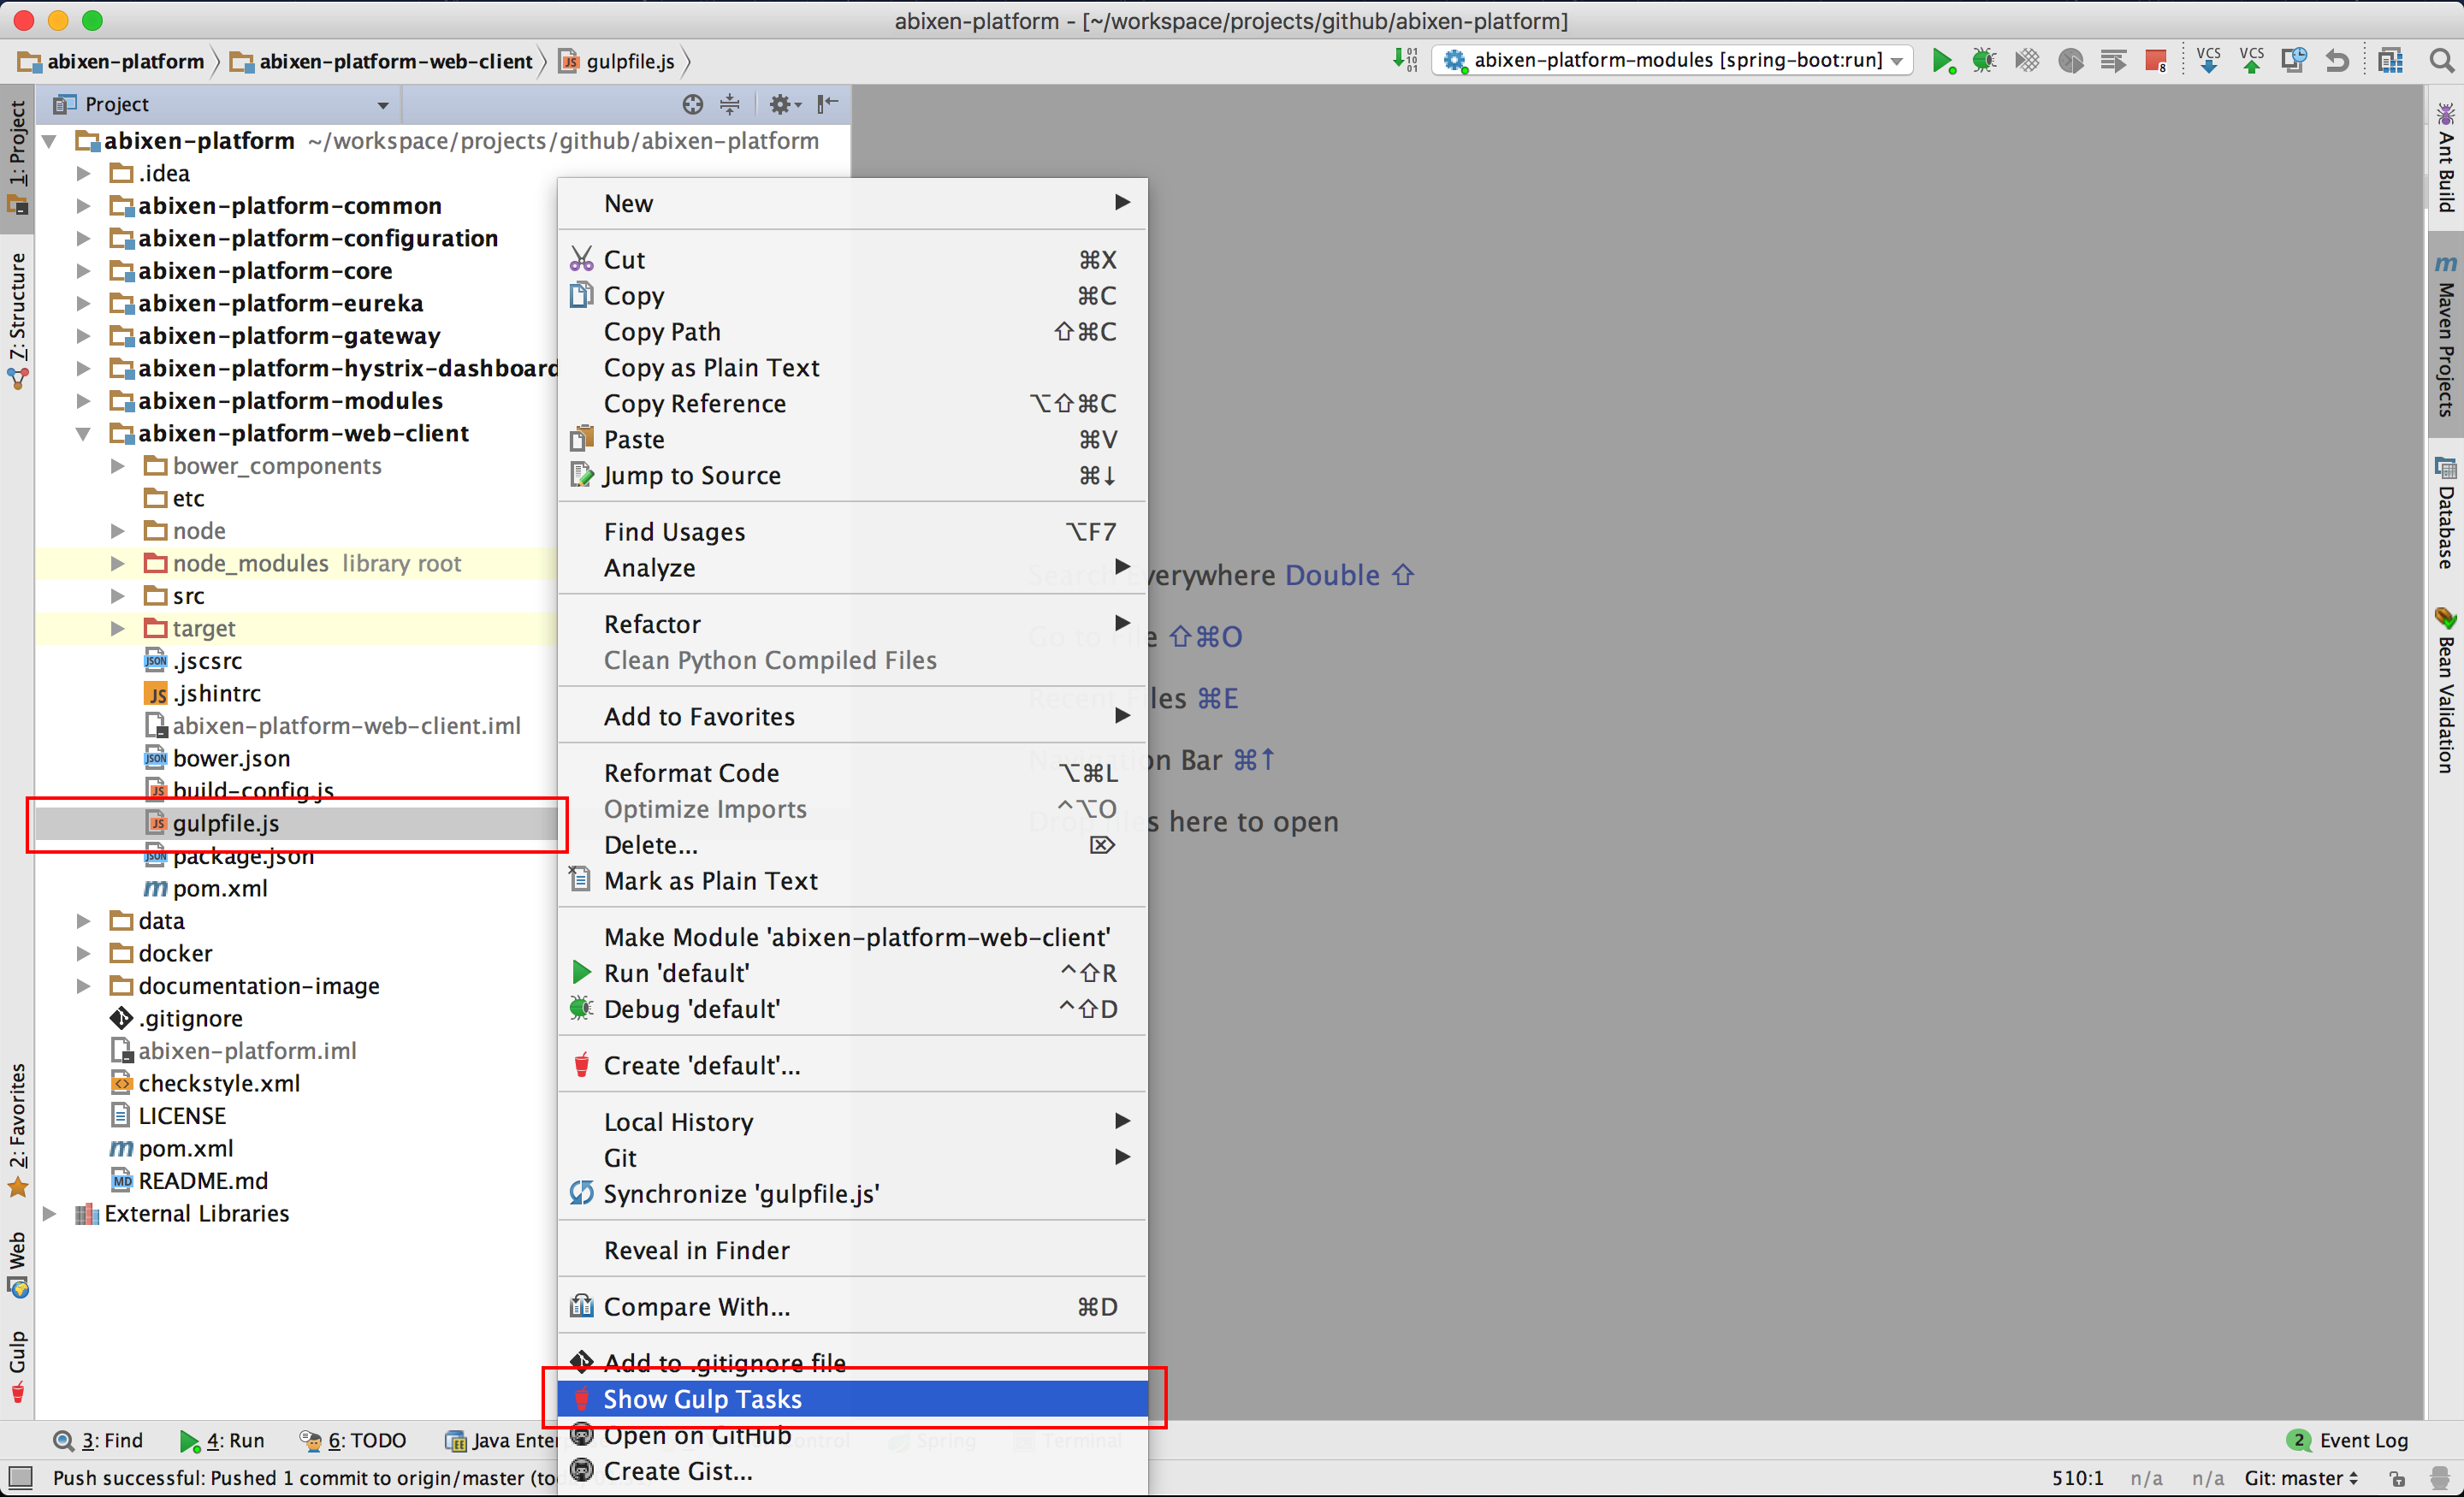 abixen-platform - [~/workspace/projects/github/abixen-platform]
abixen-platform
abixen-platform-web-client
gulpfile.js
abixen-platform-modules [spring-boot:run]
8
VCS
VCS
Project
1: Project
7: Structure
2: Favorites
Web
Gulp
abixen-platform ~/workspace/projects/github/abixen-platform
.idea
abixen-platform-common
abixen-platform-configuration
abixen-platform-core
abixen-platform-eureka
abixen-platform-gateway
abixen-platform-hystrix-dashboard
abixen-platform-modules
abixen-platform-web-client
bower_components
etc
node
node_modules library root
src
target
.jscsrc
.jshintrc
abixen-platform-web-client.iml
bower.json
build-config.js
gulpfile.js
package.json
pom.xml
data
docker
documentation-image
.gitignore
abixen-platform.iml
checkstyle.xml
LICENSE
pom.xml
README.md
External Libraries
New
Cut ⌘X
Copy ⌘C
Copy Path ⇧⌘C
Copy as Plain Text
Copy Reference ⌥⇧⌘C
Paste ⌘V
Jump to Source ⌘↓
Find Usages ⌥F7
Analyze
Refactor
Clean Python Compiled Files
Add to Favorites
Reformat Code ⌥⌘L
Optimize Imports ^⌥O
Delete... ⌦
Mark as Plain Text
Make Module 'abixen-platform-web-client'
Run 'default' ^⇧R
Debug 'default' ^⇧D
Create 'default'...
Local History
Git
Synchronize 'gulpfile.js'
Reveal in Finder
Compare With... ⌘D
Add to .gitignore file
Show Gulp Tasks
Open on GitHub
Create Gist...
Search Everywhere Double ⇧
Go to File ⇧⌘O
Recent Files ⌘E
Navigation Bar ⌘↑
Drop files here to open
Ant Build
Maven Projects
Database
Bean Validation
3: Find
4: Run
6: TODO
Java Enter
Spring
Terminal
2 Event Log
Push successful: Pushed 1 commit to origin/master
510:1
n/a
n/a
Git: master